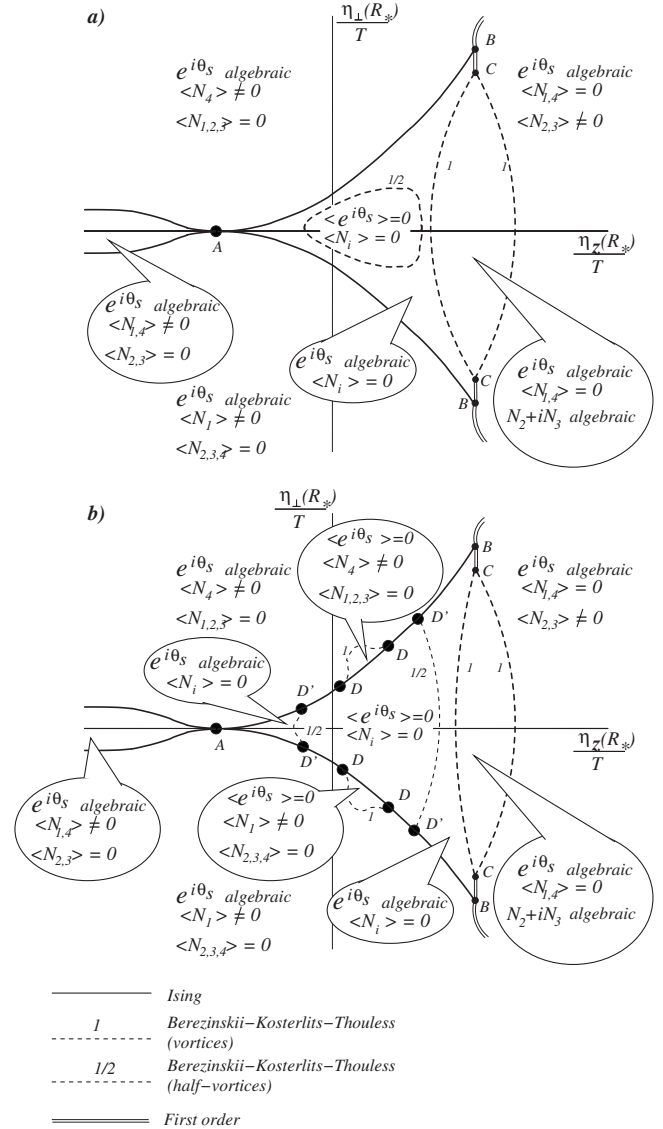 a)
η⊥(R*)
T
B
C
e^iθs algebraic
<N4> ≠ 0
<N1,2,3> = 0
e^iθs algebraic
<N1,4> = 0
<N2,3> ≠ 0
1
1
1/2
<e^iθs> = 0
<Ni> = 0
A
ηz(R*)
T
e^iθs algebraic
<N1,4> ≠ 0
<N2,3> = 0
e^iθs algebraic
<Ni> = 0
e^iθs algebraic
<N1,4> = 0
N2+iN3 algebraic
C
B
e^iθs algebraic
<N1> ≠ 0
<N2,3,4> = 0
b)
η⊥(R*)
T
<e^iθs> = 0
<N4> ≠ 0
<N1,2,3> = 0
B
C
e^iθs algebraic
<N4> ≠ 0
<N1,2,3> = 0
e^iθs algebraic
<N1,4> = 0
<N2,3> ≠ 0
D'
e^iθs algebraic
<Ni> = 0
1
D
1/2
1
1
D'
D
1/2
<e^iθs> = 0
<Ni> = 0
A
ηz(R*)
T
D'
D
e^iθs algebraic
<N1,4> ≠ 0
<N2,3> = 0
<e^iθs> = 0
<N1> ≠ 0
<N2,3,4> = 0
1
D
D'
e^iθs algebraic
<N1,4> = 0
N2+iN3 algebraic
C
B
e^iθs algebraic
<N1> ≠ 0
<N2,3,4> = 0
e^iθs algebraic
<Ni> = 0
Ising
1
Berezinskii−Kosterlits−Thouless
(vortices)
1/2
Berezinskii−Kosterlits−Thouless
(half−vortices)
First order